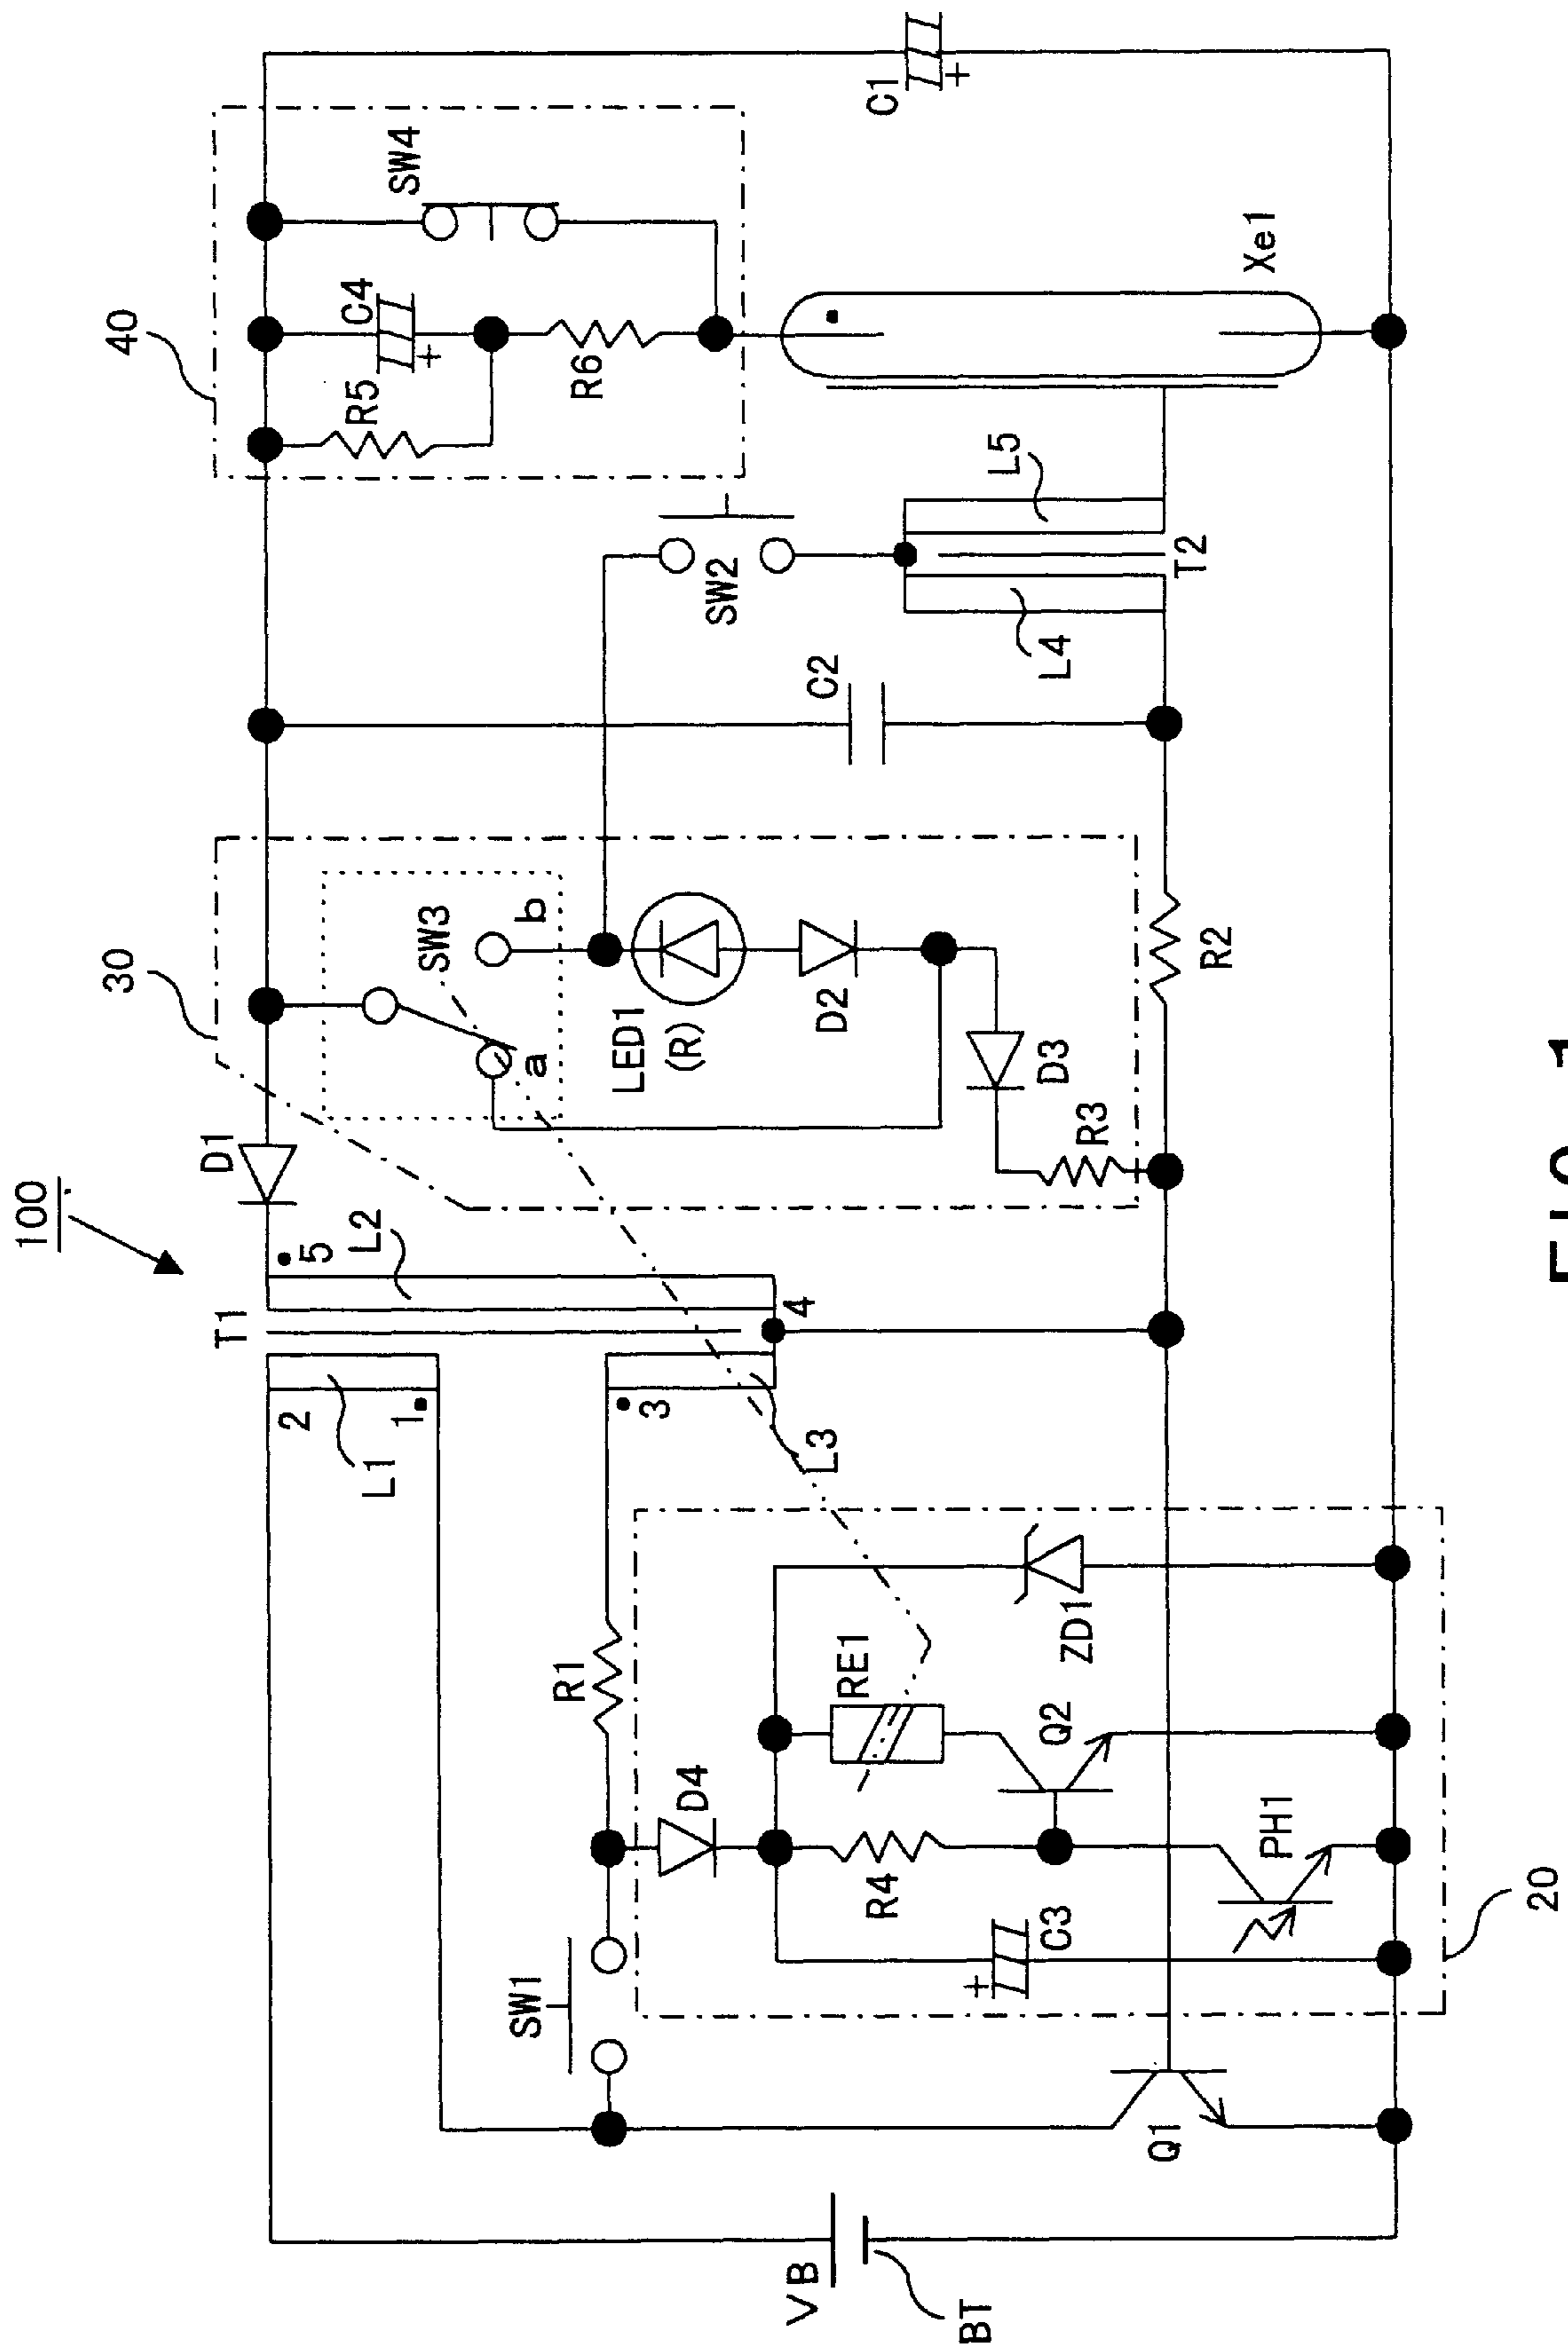 100
30
40
T1
D1
2
5
L1
1
L2
R5
C4
SW4
SW1
R1
3
SW3
a
b
LED1
(R)
R6
D4
SW2
VB
4
L3
RE1
D2
C2
C1
R4
BT
C3
Q2
ZD1
D3
R3
L4
L5
Q1
PH1
R2
T2
Xe1
20
FIG. 1